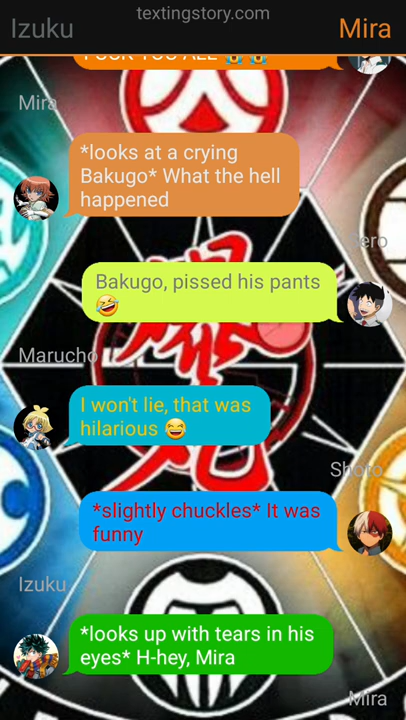 textingstory.com
Izuku
Mira
YOU ALL 😭 😭
Mira
*looks at a crying
Bakugo* What the hell
happened
ero
Bakugo, pissed his pants
🤣
Marucho
I won't lie, that was
hilarious 😅
Shoto
*slightly chuckles* It was
funny
Izuku
*looks up with tears in his
eyes* H-hey, Mira
Mira